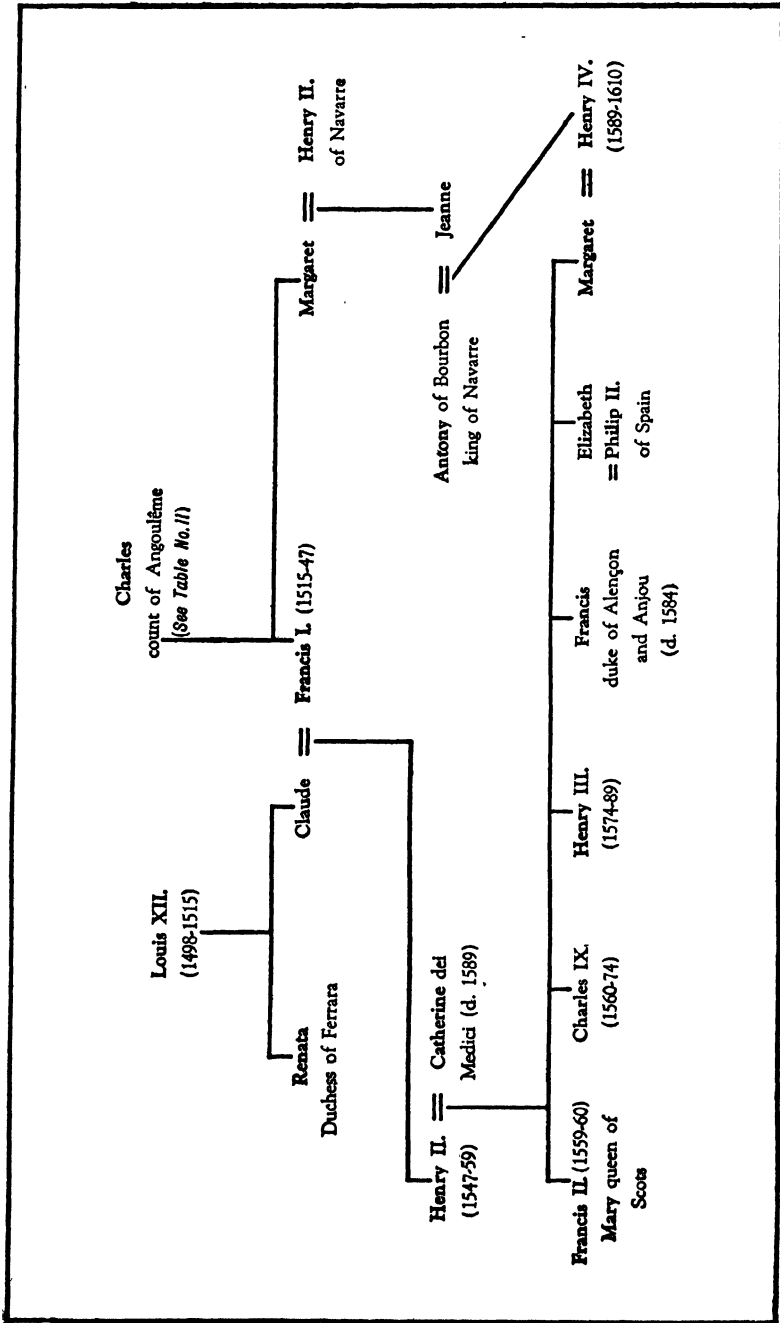 Charles
count of Angoulême
(See Table No.II)
Louis XII.
(1498-1515)
Renata
Duchess of Ferrara
Claude = Francis I. (1515-47)
Margaret = Henry II.
of Navarre
Henry II. = Catherine dei
(1547-59) Medici (d. 1589)
Antony of Bourbon = Jeanne
king of Navarre
Francis II. (1559-60)
Mary queen of
Scots
Charles IX.
(1560-74)
Henry III.
(1574-89)
Francis
duke of Alençon
and Anjou
(d. 1584)
Elizabeth
= Philip II.
of Spain
Margaret = Henry IV.
(1589-1610)